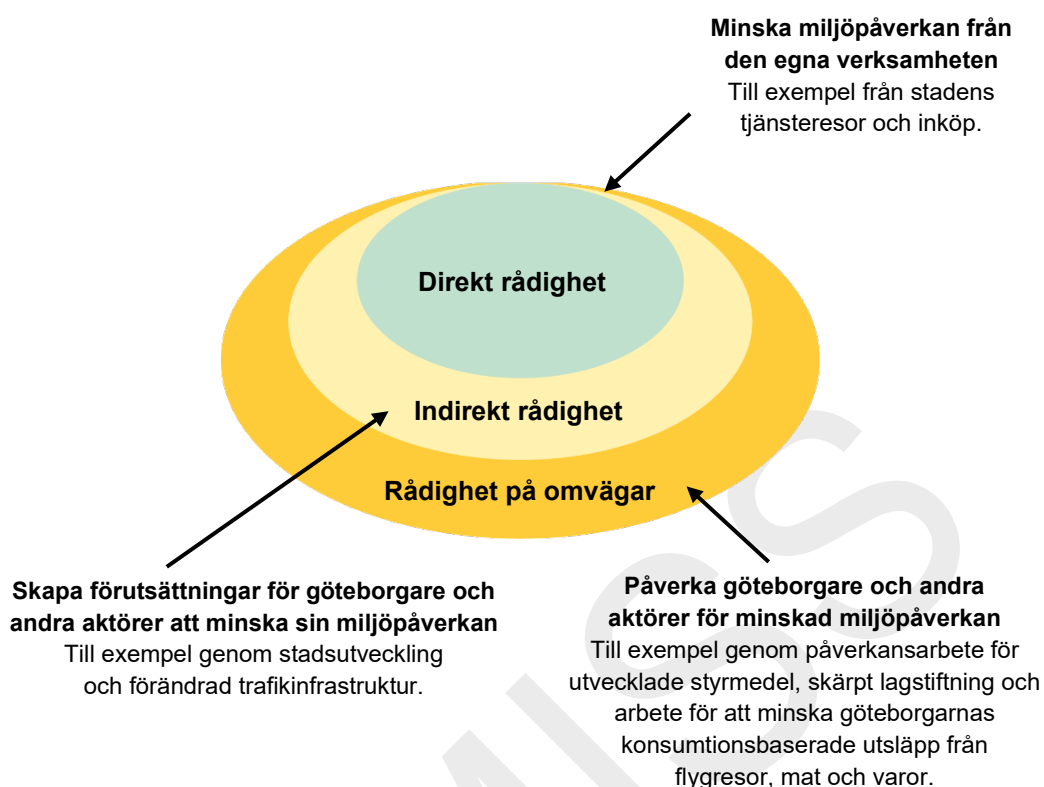 Minska miljöpåverkan från
den egna verksamheten
Till exempel från stadens
tjänsteresor och inköp.
Direkt rådighet
Indirekt rådighet
Rådighet på omvägar
Skapa förutsättningar för göteborgare och
andra aktörer att minska sin miljöpåverkan
Till exempel genom stadsutveckling
och förändrad trafikinfrastruktur.
Påverka göteborgare och andra
aktörer för minskad miljöpåverkan
Till exempel genom påverkansarbete för
utvecklade styrmedel, skärpt lagstiftning och
arbete för att minska göteborgarnas
konsumtionsbaserade utsläpp från
flygresor, mat och varor.
MISS